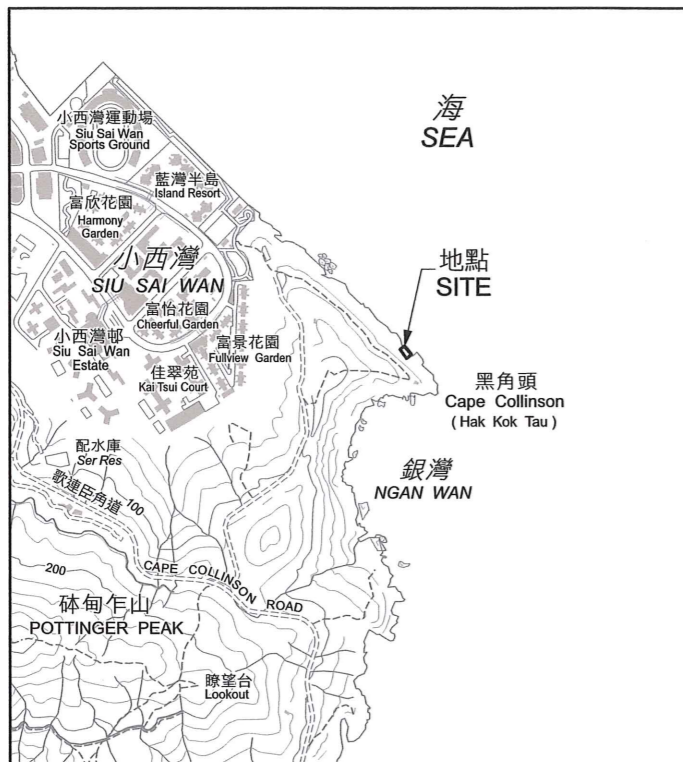 海
SEA
小西灣運動場
Siu Sai Wan
Sports Ground
藍灣半島
Island Resort
富欣花園
Harmony
Garden
小西灣
SIU SAI WAN
地點
SITE
富怡花園
Cheerful Garden
小西灣邨
Siu Sai Wan
Estate
富景花園
Fullview Garden
佳翠苑
Kai Tsui Court
黑角頭
Cape Collinson
( Hak Kok Tau )
配水庫
Ser Res
銀灣
NGAN WAN
歌連臣角道
100
CAPE COLLINSON ROAD
200
砵甸乍山
POTTINGER PEAK
瞭望台
Lookout